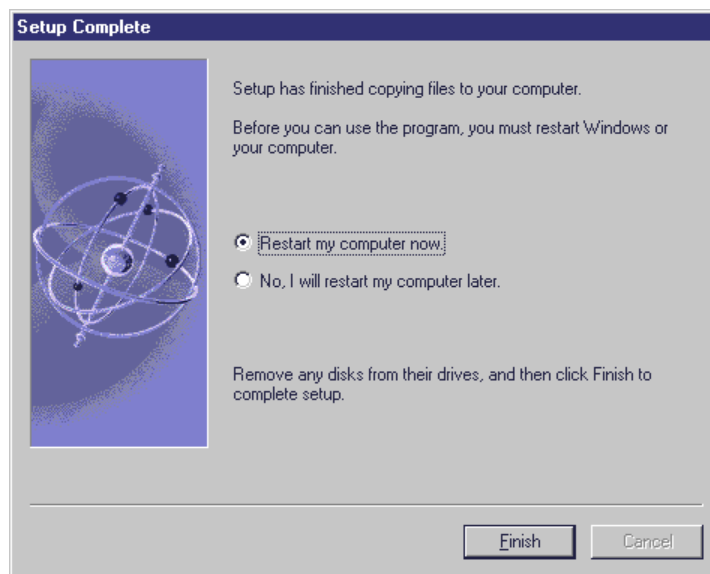 Setup Complete
Setup has finished copying files to your computer.
Before you can use the program, you must restart Windows or
your computer.
Restart my computer now.
No, I will restart my computer later.
Remove any disks from their drives, and then click Finish to
complete setup.
Finish
Cancel